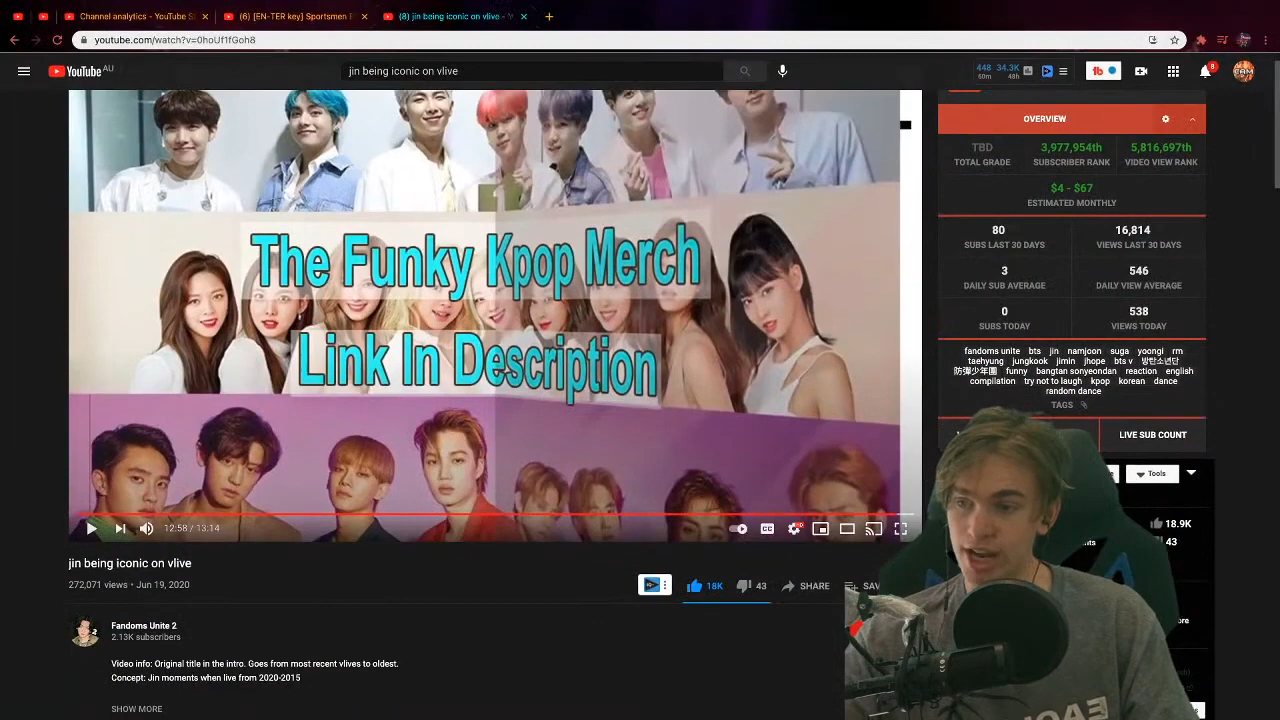 Channel analytics - YouTube S
(6) [EN-TER key] Sportsmen E
(8) jin being iconic on vlive -
youtube.com/watch?v=0hoUf1fGoh8
YouTube AU
jin being iconic on vlive
448 34.3K
60m 48h
8
OVERVIEW
TBD 3,977,954th 5,816,697th
TOTAL GRADE SUBSCRIBER RANK VIDEO VIEW RANK
$4 - $67
ESTIMATED MONTHLY
80 16,814
SUBS LAST 30 DAYS VIEWS LAST 30 DAYS
3 546
DAILY SUB AVERAGE DAILY VIEW AVERAGE
0 538
SUBS TODAY VIEWS TODAY
fandoms unite bts jin namjoon suga yoongi rm
taehyung jungkook jimin jhope bts v 방탄소년단
防彈少年團 funny bangtan sonyeondan reaction english
compilation try not to laugh kpop korean dance
random dance
TAGS
LIVE SUB COUNT
Tools
18.9K
43
The Funky Kpop Merch
Link In Description
12:58 / 13:14
jin being iconic on vlive
272,071 views • Jun 19, 2020
18K 43 SHARE SAV
Fandoms Unite 2
2.13K subscribers
Video info: Original title in the intro. Goes from most recent vlives to oldest.
Concept: Jin moments when live from 2020-2015
SHOW MORE